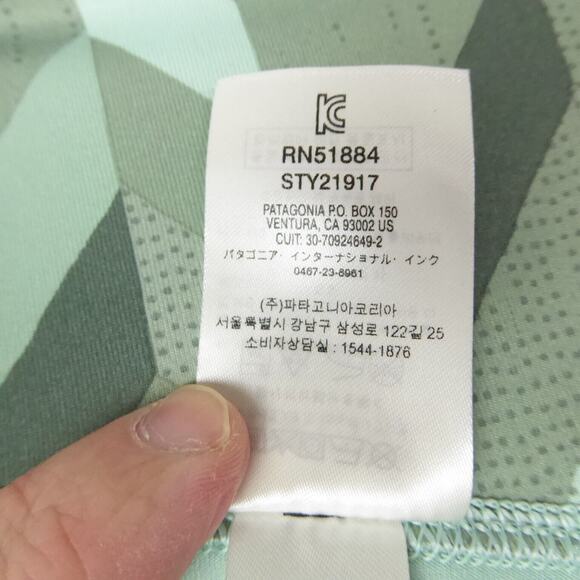 KC
RN51884
STY21917
PATAGONIA P.O. BOX 150
VENTURA, CA 93002 US
CUIT: 30-70924649-2
パタゴニア・インターナショナル・インク
0467-23-8961
(주)파타고니아코리아
서울특별시 강남구 삼성로 122길 25
소비자상담실 : 1544-1876